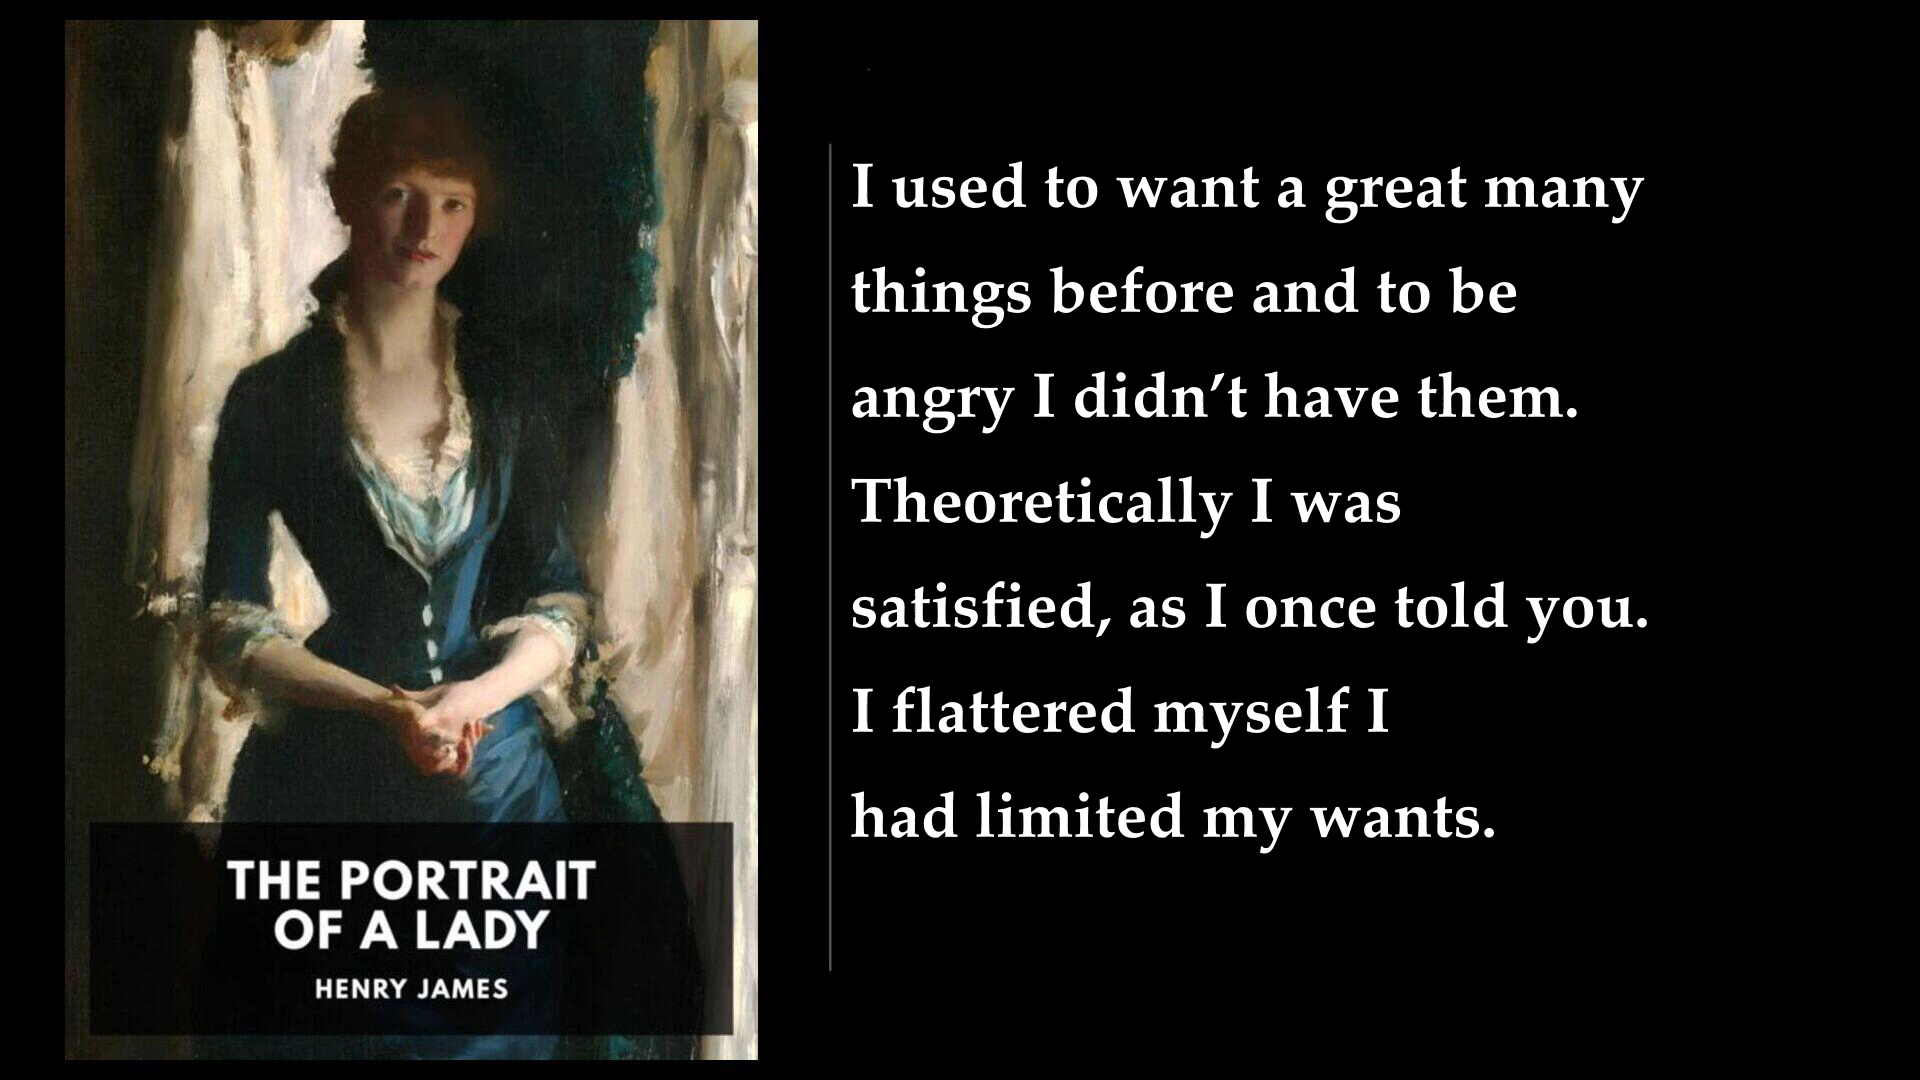 THE PORTRAIT
OF A LADY
HENRY JAMES
I used to want a great many
things before and to be
angry I didn’t have them.
Theoretically I was
satisfied, as I once told you.
I flattered myself I
had limited my wants.